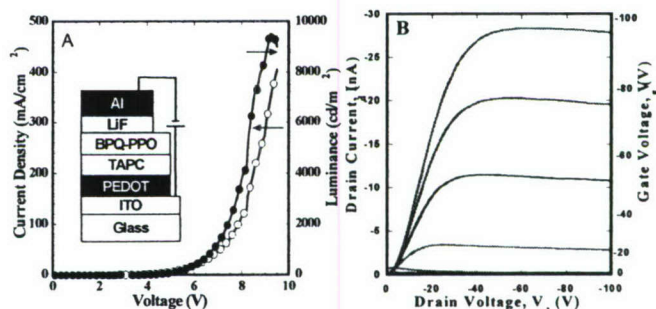 A
Current Density (mA/cm²)
500
400
300
200
100
0
Al
LiF
BPQ-PPO
TAPC
PEDOT
ITO
Glass
10000
8000
6000
4000
2000
0
Luminance (cd/m²)
0 2 4 6 8 10
Voltage (V)
B
Drain Current, I
[nA]
-30
-25
-20
-15
-10
-5
0
-100
-80
-60
-40
-20
0
Gate Voltage,
(V)
0 -20 -40 -60 -80 -100
Drain Voltage, V (V)